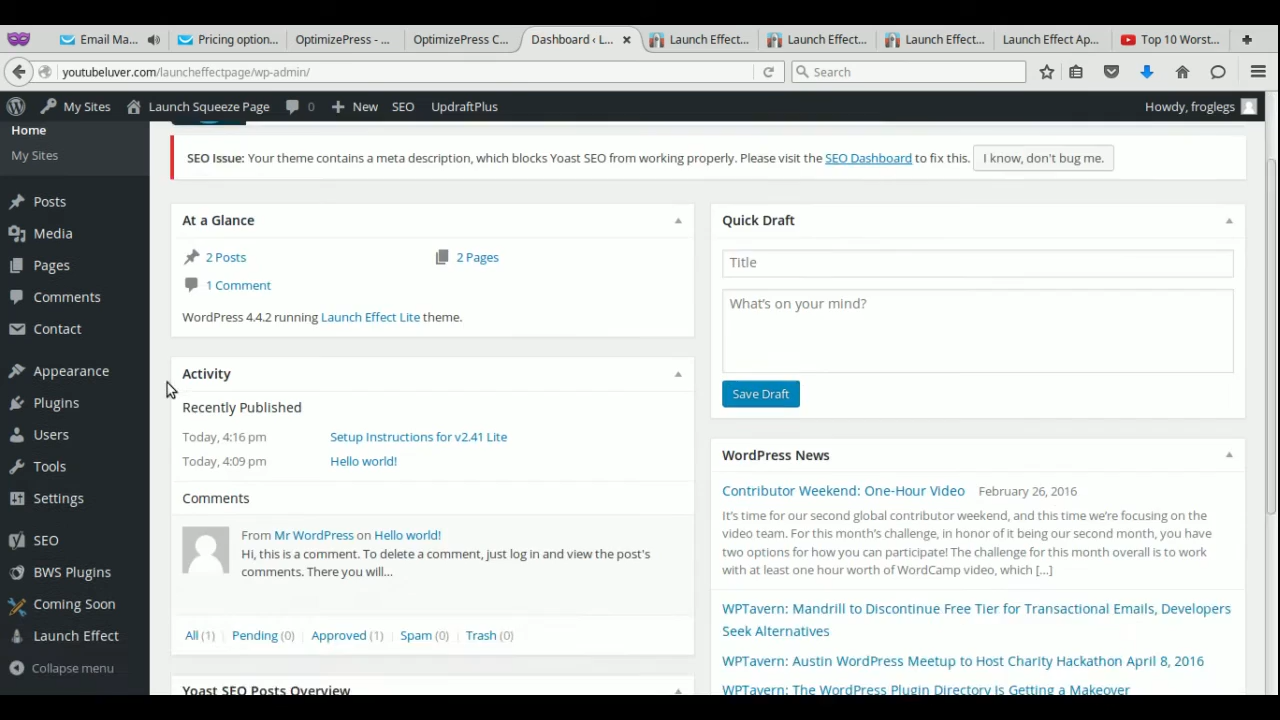 Email Ma...
Pricing option...
OptimizePress - ...
OptimizePress C...
Dashboard ‹ L...
Launch Effect...
Launch Effect...
Launch Effect...
Launch Effect Ap...
Top 10 Worst...
youtubeluver.com/launcheffectpage/wp-admin/
Search
My Sites
Launch Squeeze Page
0
New
SEO
UpdraftPlus
Howdy, froglegs
Home
My Sites
Posts
Media
Pages
Comments
Contact
Appearance
Plugins
Users
Tools
Settings
SEO
BWS Plugins
Coming Soon
Launch Effect
Collapse menu
SEO Issue: Your theme contains a meta description, which blocks Yoast SEO from working properly. Please visit the SEO Dashboard to fix this. I know, don't bug me.
At a Glance
2 Posts
2 Pages
1 Comment
WordPress 4.4.2 running Launch Effect Lite theme.
Activity
Recently Published
Today, 4:16 pm Setup Instructions for v2.41 Lite
Today, 4:09 pm Hello world!
Comments
From Mr WordPress on Hello world!
Hi, this is a comment. To delete a comment, just log in and view the post's
comments. There you will...
All (1) Pending (0) Approved (1) Spam (0) Trash (0)
Yoast SEO Posts Overview
Quick Draft
Title
What's on your mind?
Save Draft
WordPress News
Contributor Weekend: One-Hour Video February 26, 2016
It's time for our second global contributor weekend, and this time we're focusing on the
video team. For this month's challenge, in honor of it being our second month, you have
two options for how you can participate! The challenge for this month overall is to work
with at least one hour worth of WordCamp video, which [...]
WPTavern: Mandrill to Discontinue Free Tier for Transactional Emails, Developers
Seek Alternatives
WPTavern: Austin WordPress Meetup to Host Charity Hackathon April 8, 2016
WPTavern: The WordPress Plugin Directory Is Getting a Makeover